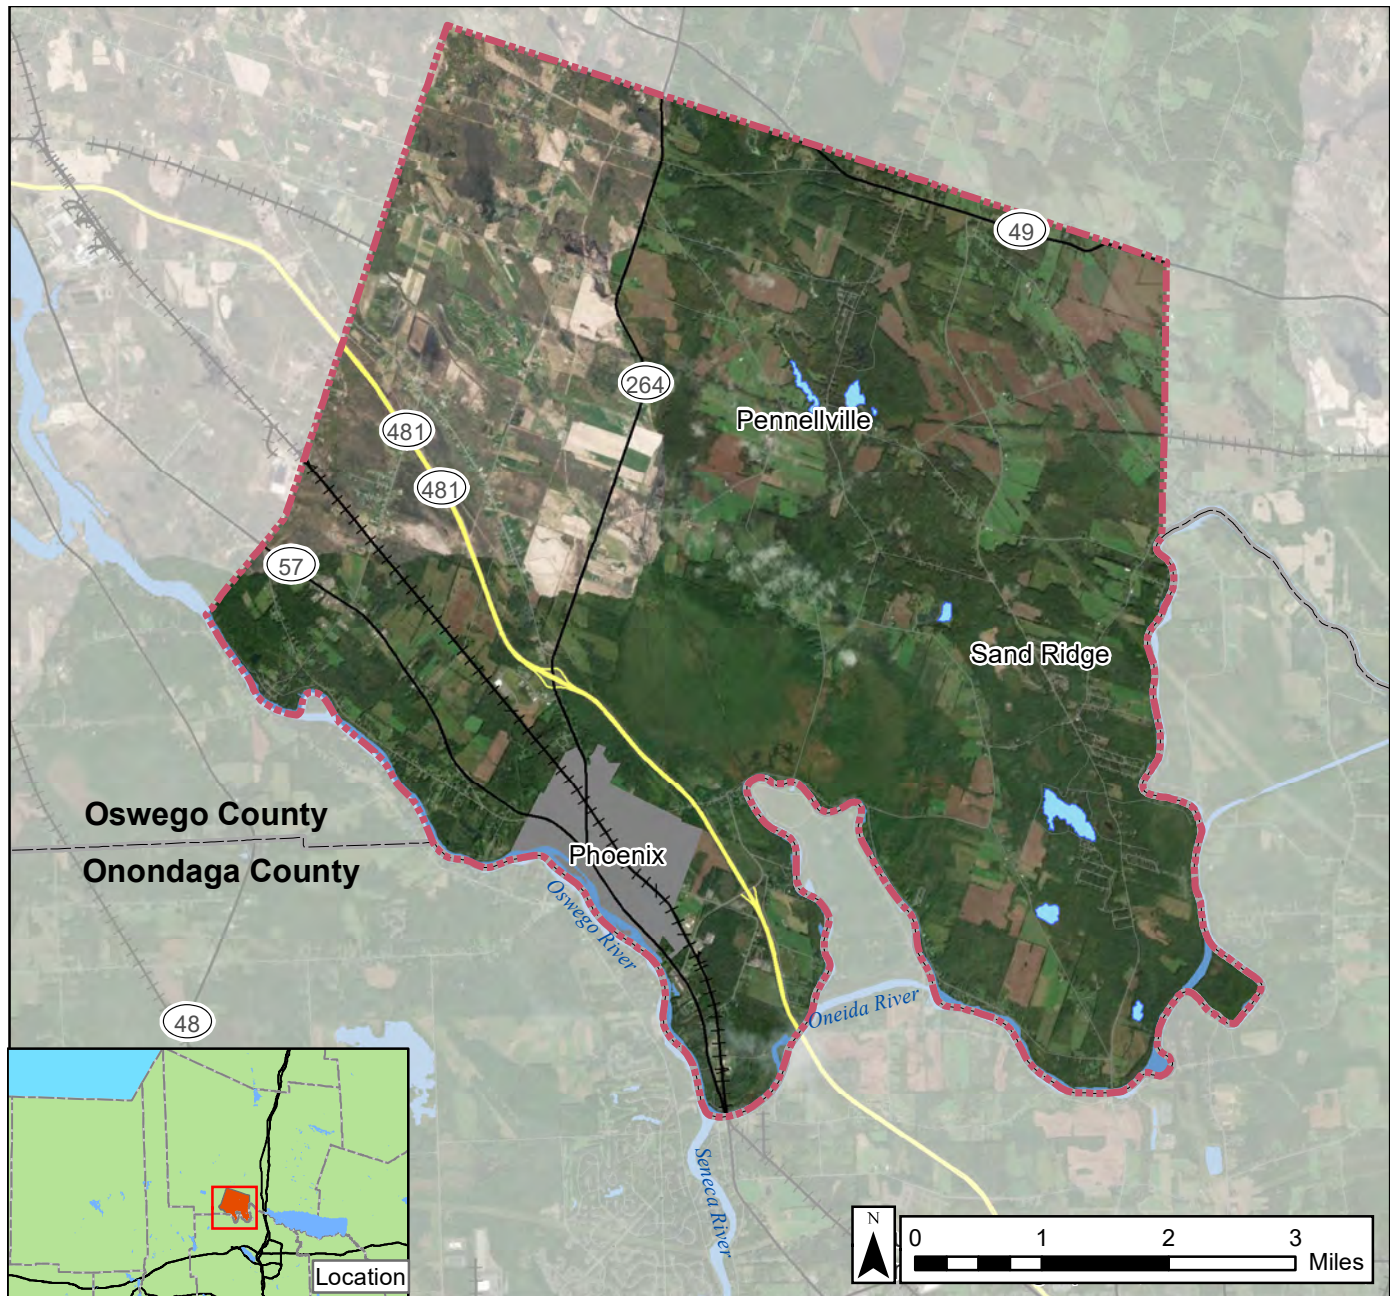 49
264
481
Pennellville
481
57
Sand Ridge
Oswego County
Phoenix
Onondaga County
Oswego River
Oneida River
48
Seneca River
N
0 1 2 3
Miles
Location